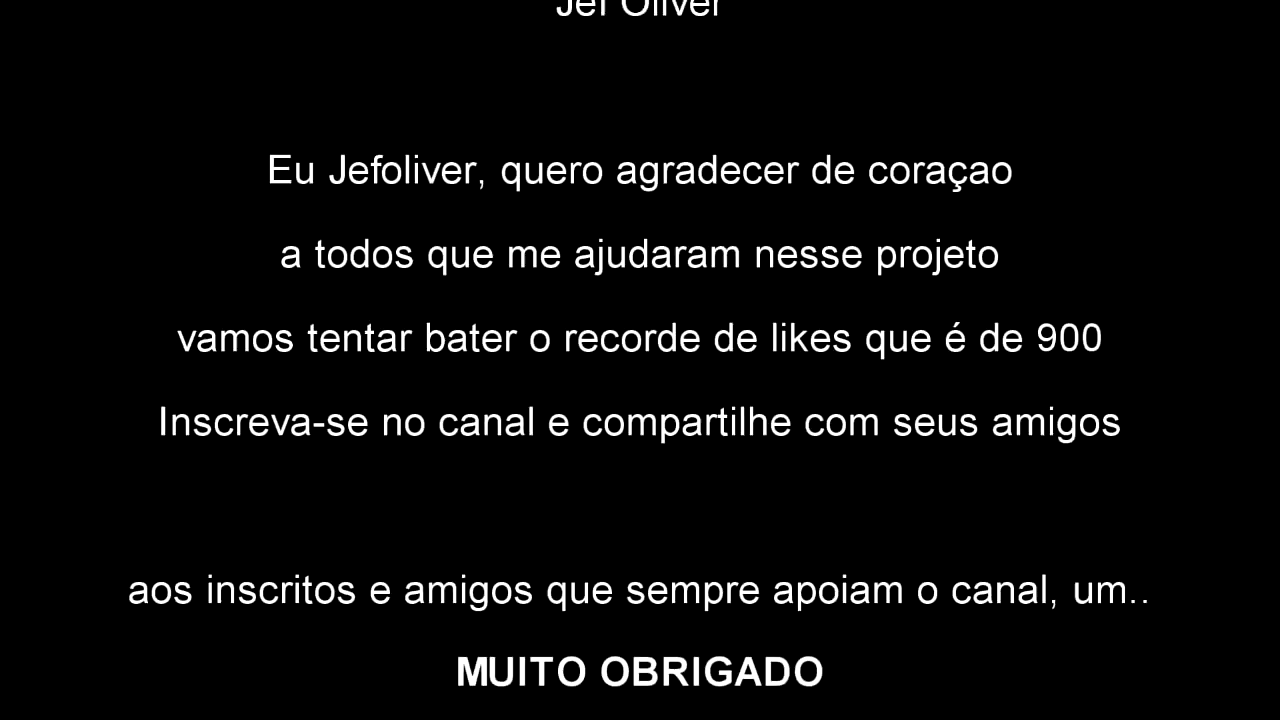 Jef Oliver
Eu Jefoliver, quero agradecer de coraçao
a todos que me ajudaram nesse projeto
vamos tentar bater o recorde de likes que é de 900
Inscreva-se no canal e compartilhe com seus amigos
aos inscritos e amigos que sempre apoiam o canal, um..
MUITO OBRIGADO